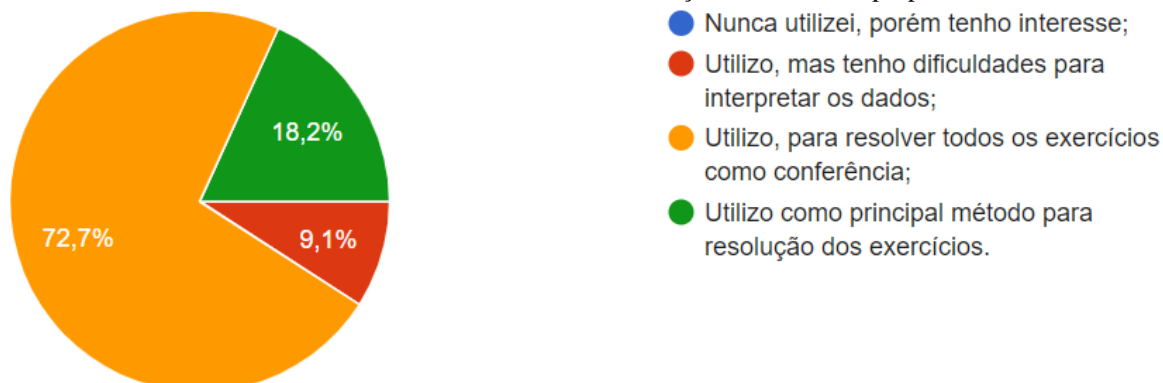 Nunca utilizei, porém tenho interesse;
Utilizo, mas tenho dificuldades para
interpretar os dados;
Utilizo, para resolver todos os exercícios
como conferência;
Utilizo como principal método para
resolução dos exercícios.
18,2%
72,7%
9,1%